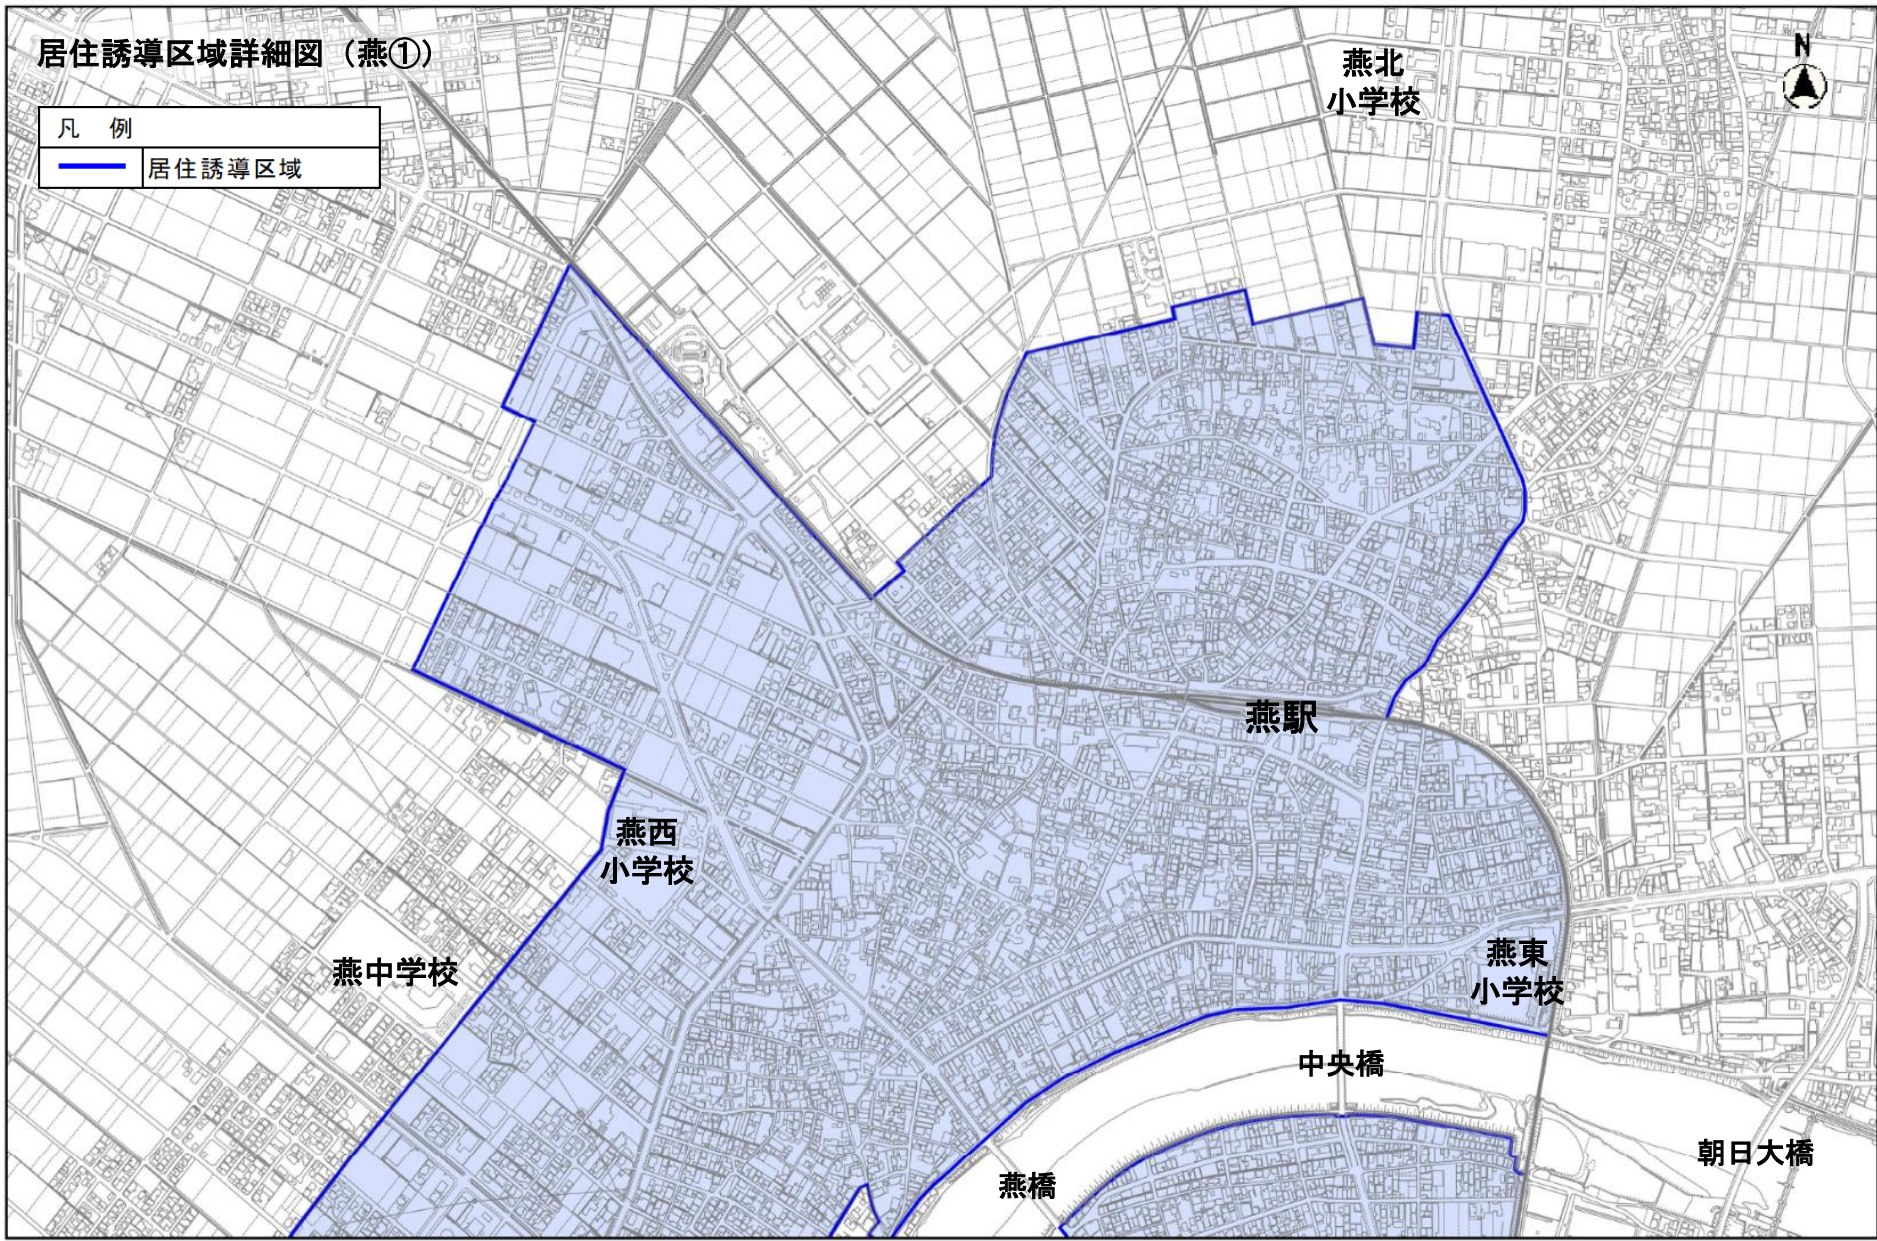 居住誘導区域詳細図（燕①）
凡　例
居住誘導区域
N
燕北
小学校
燕駅
燕西
小学校
燕中学校
燕東
小学校
中央橋
朝日大橋
燕橋